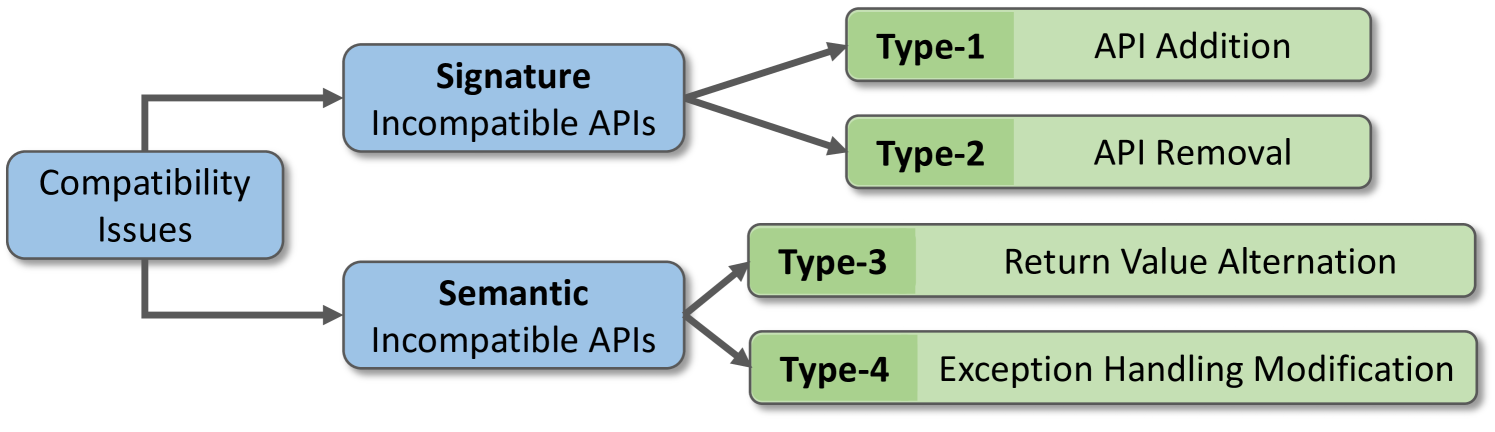 Compatibility
Issues
Signature
Incompatible APIs
Type-1 API Addition
Type-2 API Removal
Semantic
Incompatible APIs
Type-3 Return Value Alternation
Type-4 Exception Handling Modification